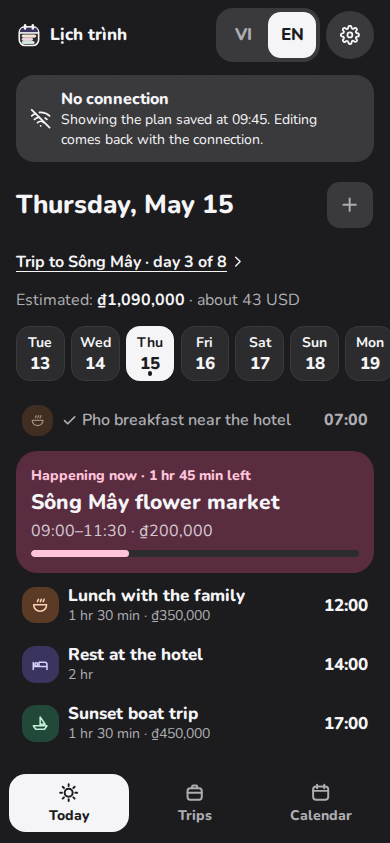 Lịch trình
VI
EN
No connection
Showing the plan saved at 09:45. Editing
comes back with the connection.
Thursday, May 15
Trip to Sông Mây · day 3 of 8
Estimated: ₫1,090,000 · about 43 USD
Tue Wed Thu Fri Sat Sun Mon
13 14 15 16 17 18 19
Pho breakfast near the hotel 07:00
Happening now · 1 hr 45 min left
Sông Mây flower market
09:00–11:30 · ₫200,000
Lunch with the family 12:00
1 hr 30 min · ₫350,000
Rest at the hotel 14:00
2 hr
Sunset boat trip 17:00
1 hr 30 min · ₫450,000
Today Trips Calendar